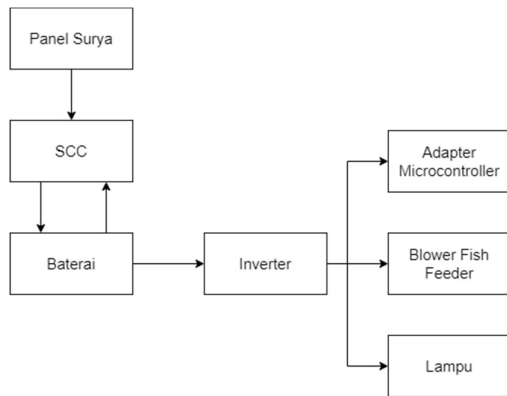 Panel Surya
SCC
Baterai
Inverter
Adapter
Microcontroller
Blower Fish
Feeder
Lampu